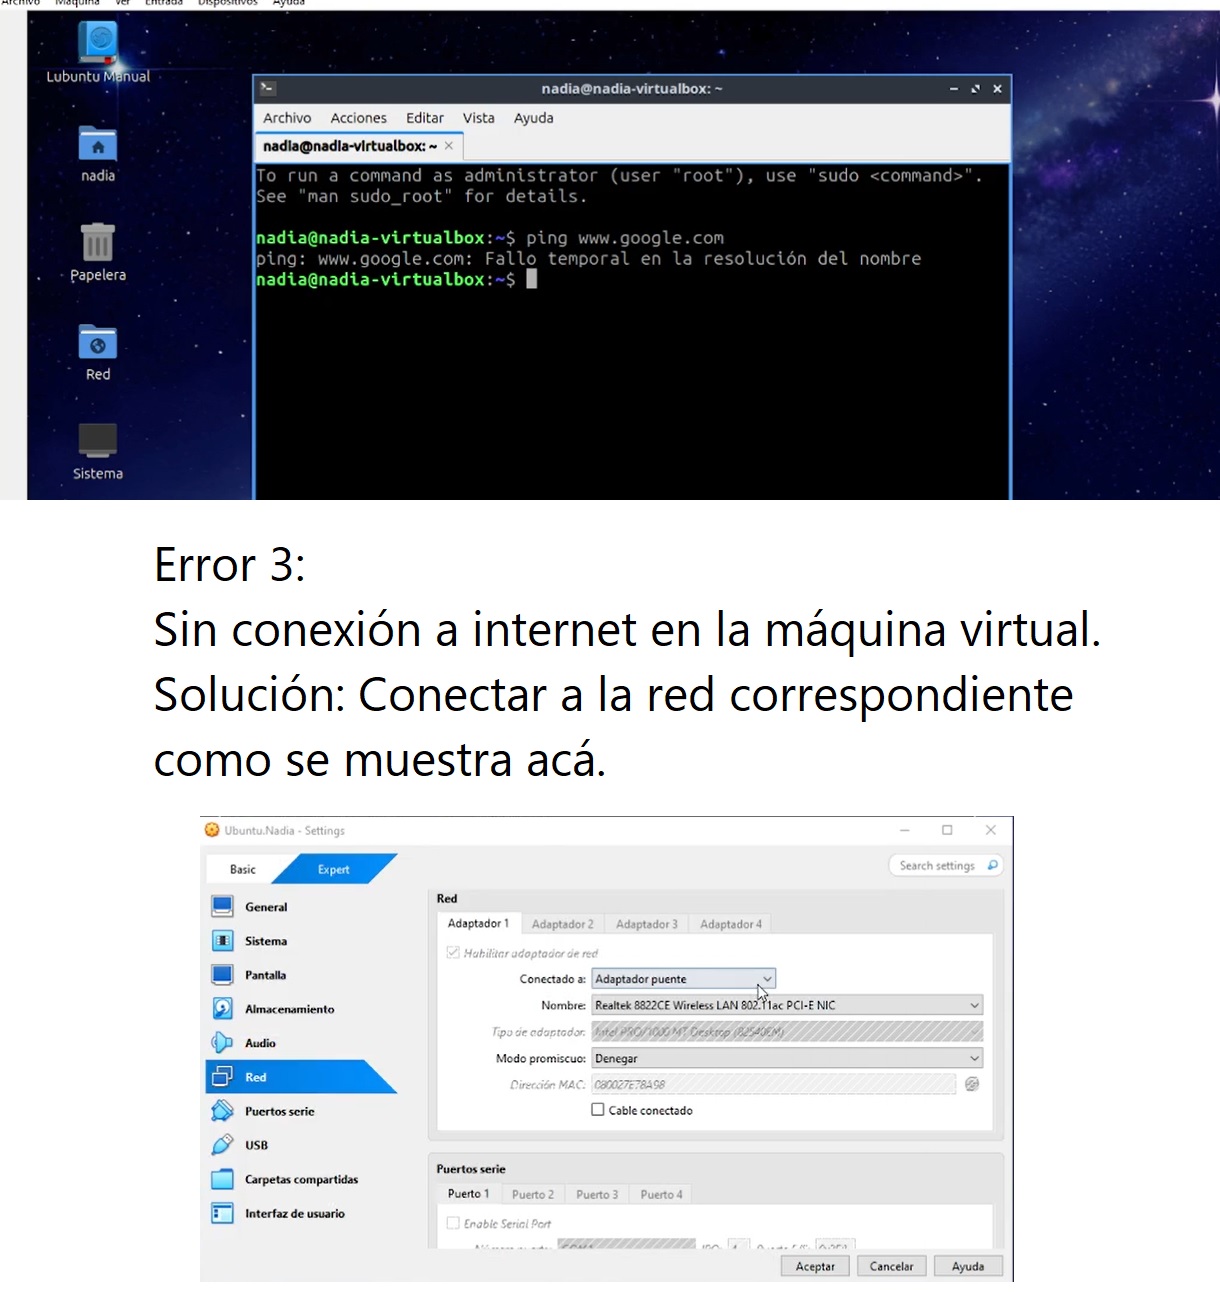 Archivo Máquina Ver Entrada Dispositivos Ayuda
Lubuntu Manual
nadia@nadia-virtualbox: ~
Archivo Acciones Editar Vista Ayuda
nadia@nadia-virtualbox: ~
nadia
To run a command as administrator (user "root"), use "sudo <command>".
See "man sudo_root" for details.
nadia@nadia-virtualbox:~$ ping www.google.com
ping: www.google.com: Fallo temporal en la resolución del nombre
nadia@nadia-virtualbox:~$
Papelera
Red
Sistema
Error 3:
Sin conexión a internet en la máquina virtual.
Solución: Conectar a la red correspondiente
como se muestra acá.
Ubuntu.Nadia - Settings
Basic Expert
Search settings
General
Sistema
Pantalla
Almacenamiento
Audio
Red
Puertos serie
USB
Carpetas compartidas
Interfaz de usuario
Red
Adaptador 1 Adaptador 2 Adaptador 3 Adaptador 4
Habilitar adaptador de red
Conectado a: Adaptador puente
Nombre: Realtek 8822CE Wireless LAN 802.11ac PCI-E NIC
Tipo de adaptador: Intel PRO/1000 MT Desktop (82540EM)
Modo promiscuo: Denegar
Dirección MAC: 080027E78A98
Cable conectado
Puertos serie
Puerto 1 Puerto 2 Puerto 3 Puerto 4
Enable Serial Port
Aceptar Cancelar Ayuda